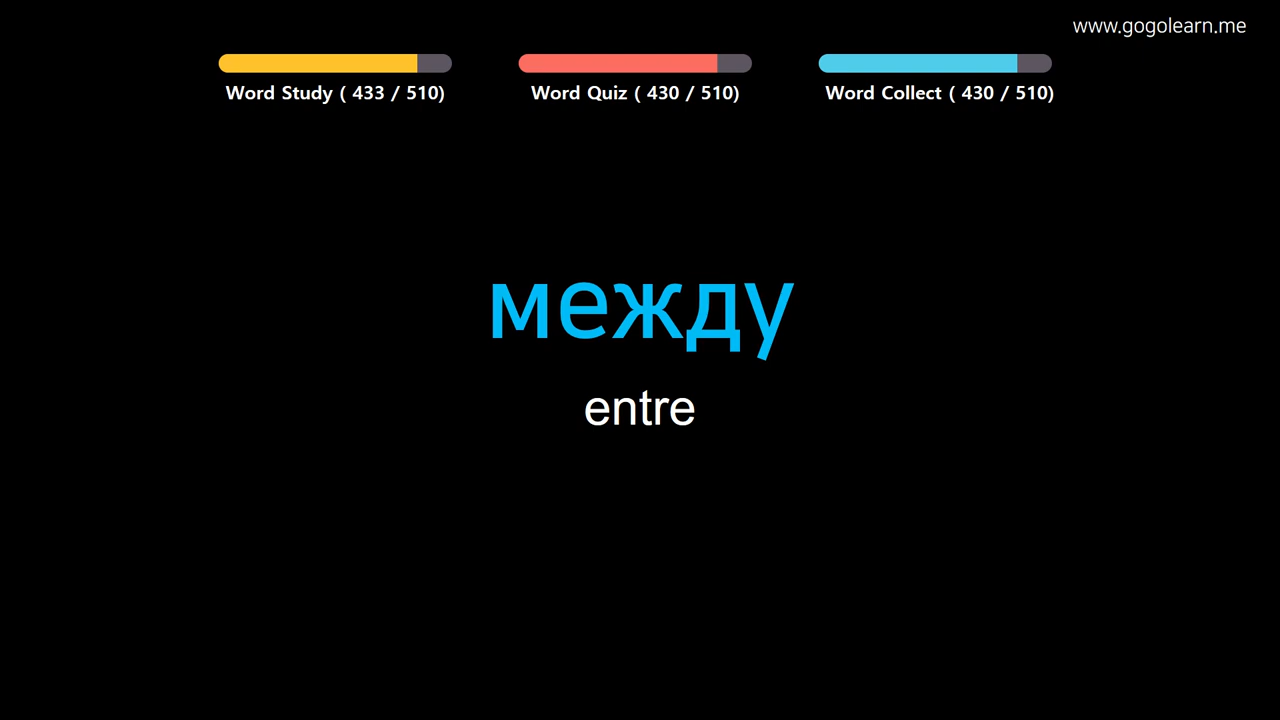 www.gogolearn.me
Word Study ( 433 / 510)
Word Quiz ( 430 / 510)
Word Collect ( 430 / 510)
между
entre